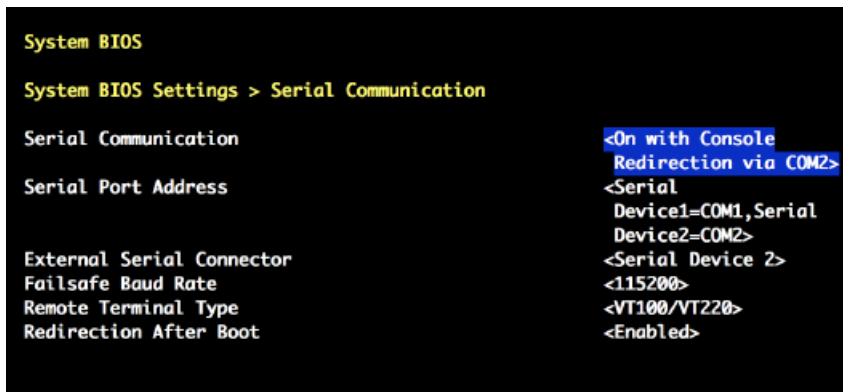 System BIOS
System BIOS Settings > Serial Communication
Serial Communication <On with Console
Redirection via COM2>
Serial Port Address <Serial
Device1=COM1,Serial
Device2=COM2>
External Serial Connector <Serial Device 2>
Failsafe Baud Rate <115200>
Remote Terminal Type <VT100/VT220>
Redirection After Boot <Enabled>